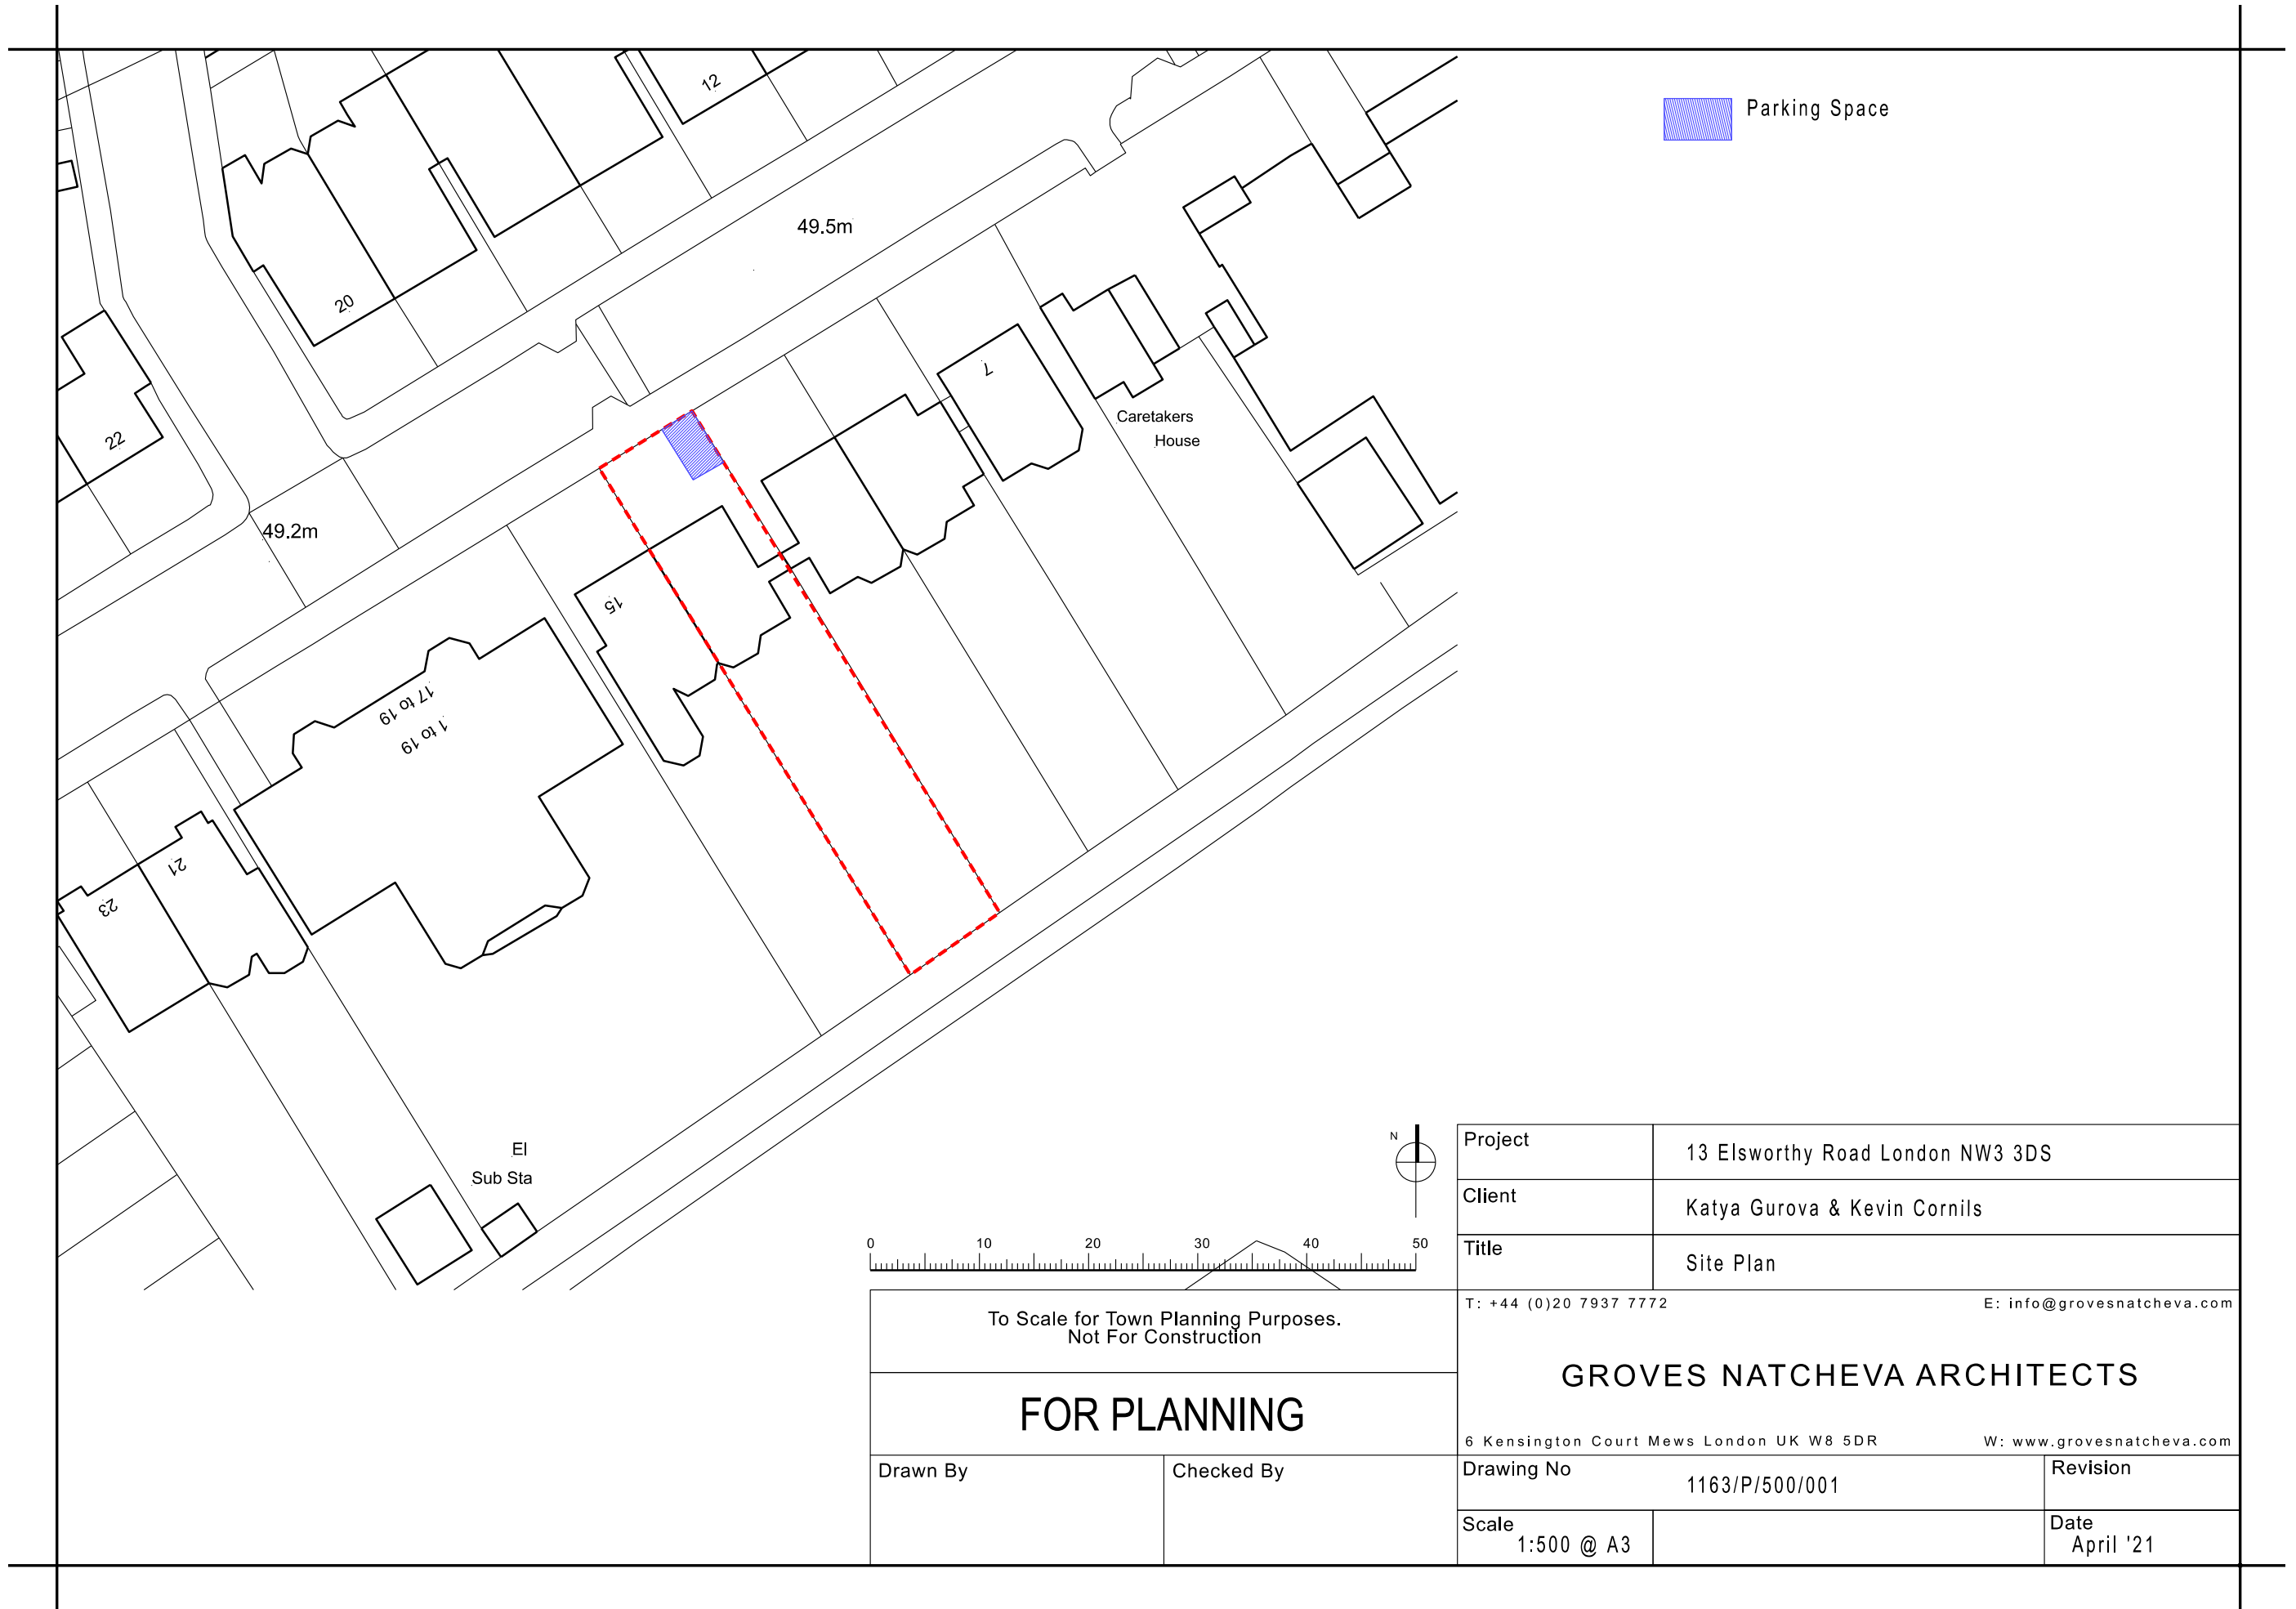 12
Parking Space
49.5m
20
7
Caretakers
House
22
49.2m
15
17 to 19
1 to 19
21
23
El
Sub Sta
N
0 10 20 30 40 50
Project
13 Elsworthy Road London NW3 3DS
Client
Katya Gurova & Kevin Cornils
Title
Site Plan
To Scale for Town Planning Purposes.
Not For Construction
FOR PLANNING
T: +44 (0)20 7937 7772
E: info@grovesnatcheva.com
GROVES NATCHEVA ARCHITECTS
6 Kensington Court Mews London UK W8 5DR
W: www.grovesnatcheva.com
Drawn By
Checked By
Drawing No
1163/P/500/001
Revision
Scale
1:500 @ A3
Date
April '21